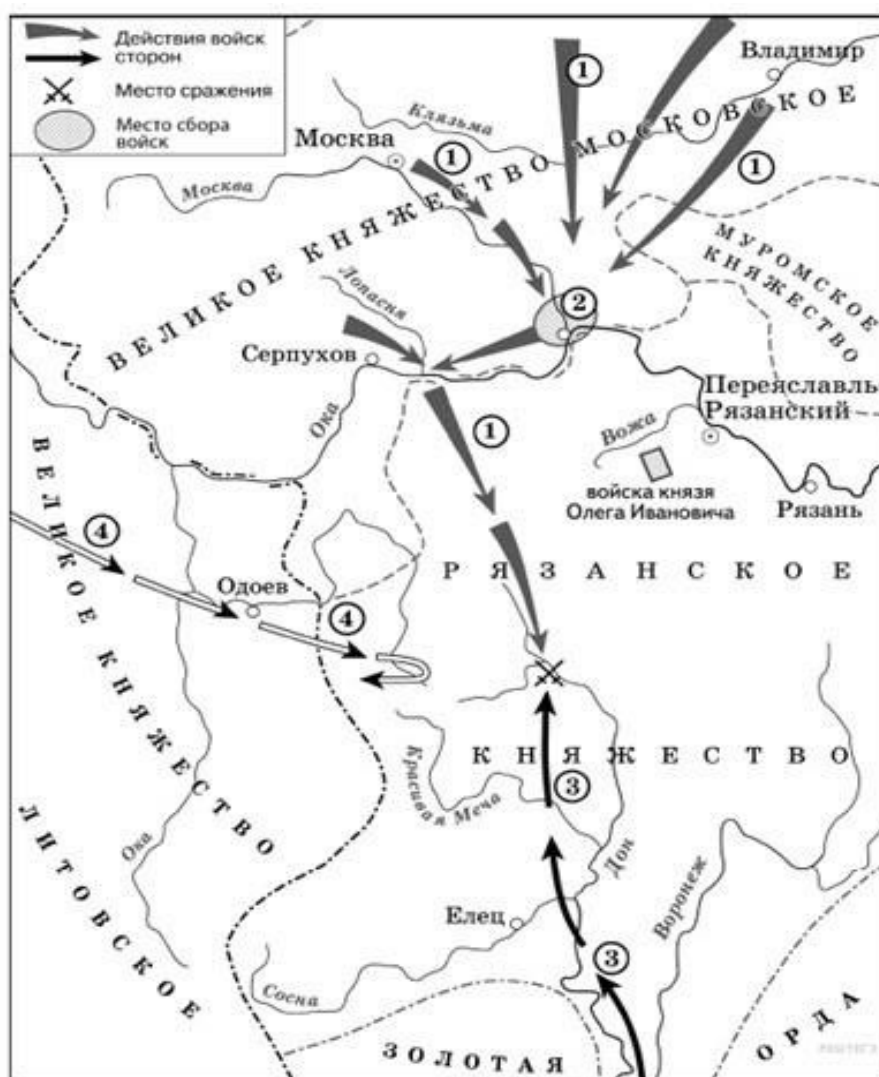 Действия войск
сторон
Место сражения
Место сбора
войск
1
Владимир
Клязьма
Москва
1
1
Москва
ВЕЛИКОЕ КНЯЖЕСТВО МОСКОВСКОЕ
МУРОМСКОЕ
КНЯЖЕСТВО
Лопасня
2
Серпухов
Переяславль
Рязанский
Ока
1
Вожа
войска князя
Олега Ивановича
Рязань
4
Одоев
РЯЗАНСКОЕ
4
ВЕЛИКОЕ КНЯЖЕСТВО
КНЯЖЕСТВО
3
Красивая Меча
Ока
Дон
Воронеж
ЛИТОВСКОЕ
Елец
3
Сосна
ЗОЛОТАЯ
ОРДА